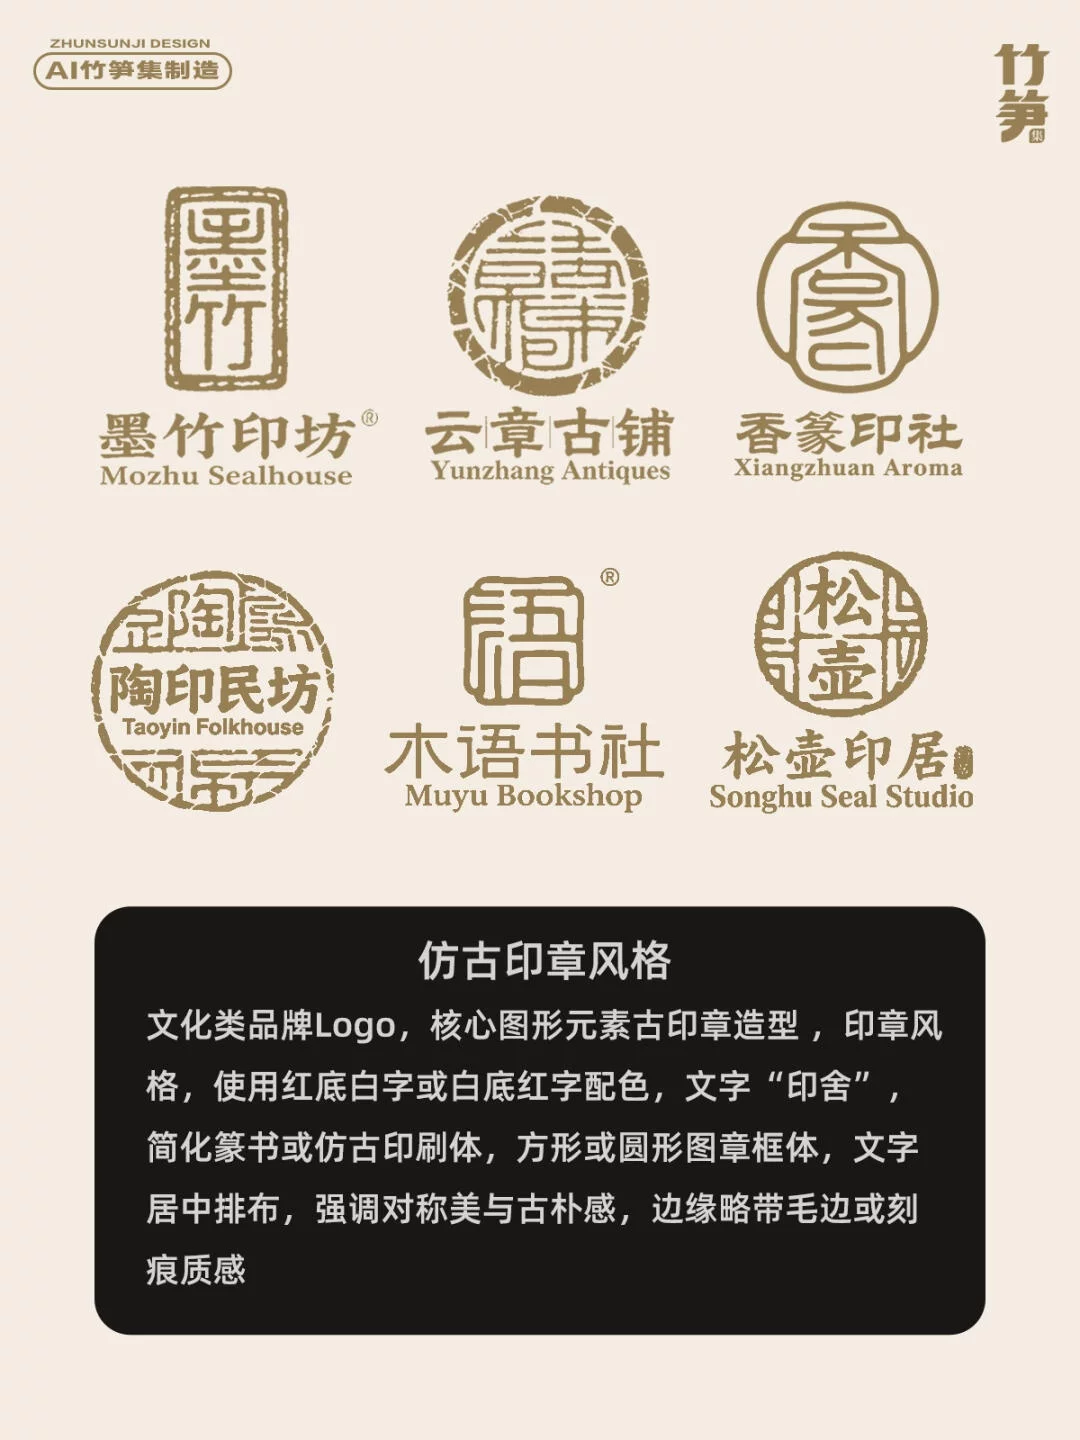 ZHUNSUNJI DESIGN
AI竹笋集制造
竹
笋
集
墨
竹
墨竹印坊®
Mozhu Sealhouse
云章古铺
Yunzhang Antiques
香篆印社
Xiangzhuan Aroma
陶
陶印民坊
Taoyin Folkhouse
语
®
木语书社
Muyu Bookshop
松
壶
松壶印居
Songhu Seal Studio
仿古印章风格
文化类品牌Logo，核心图形元素古印章造型 ，印章风
格，使用红底白字或白底红字配色，文字“印舍”，
简化篆书或仿古印刷体，方形或圆形图章框体，文字
居中排布，强调对称美与古朴感，边缘略带毛边或刻
痕质感